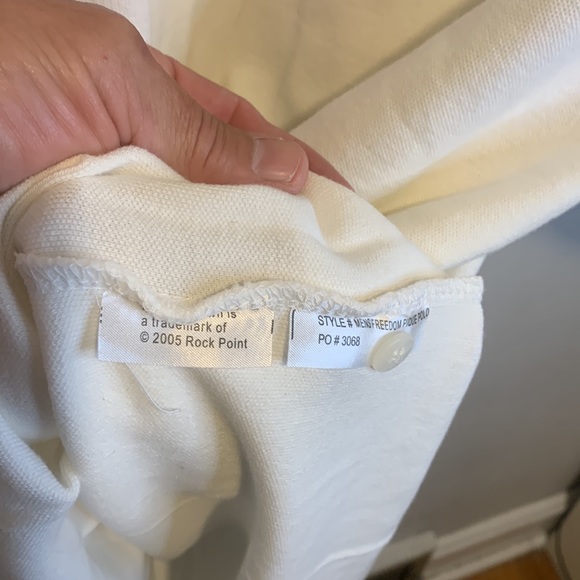 is
a trademark of
© 2005 Rock Point
STYLE # MENS FREEDOM PIQUE POLO
PO # 3068